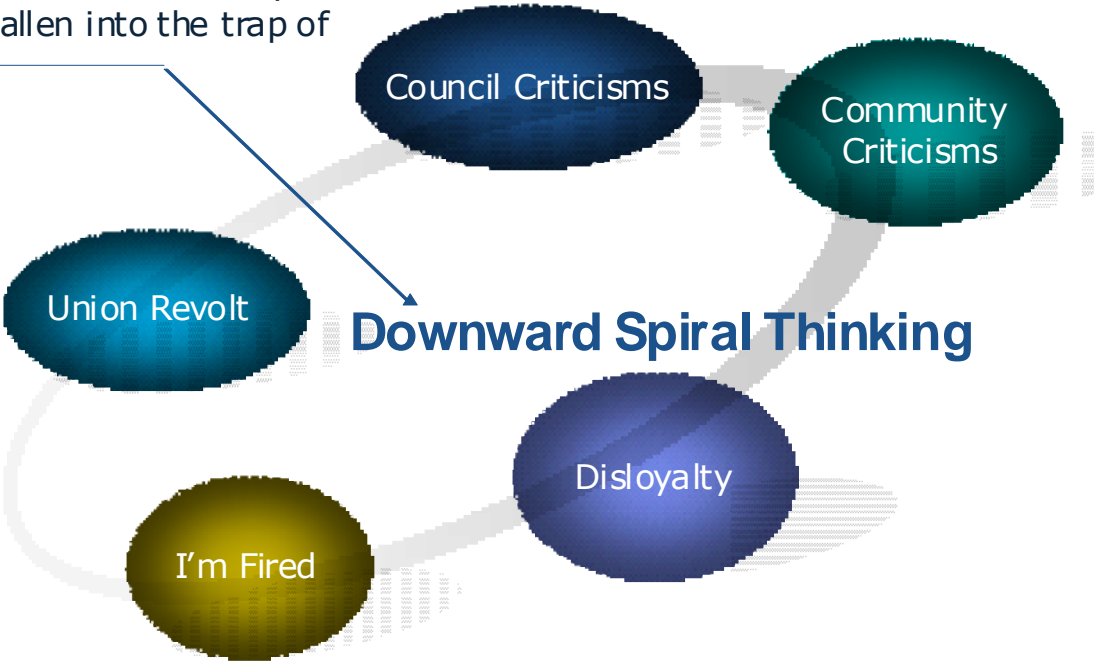 allen into the trap of
Council Criticisms
Community
Criticisms
Union Revolt
Downward Spiral Thinking
Disloyalty
I’m Fired